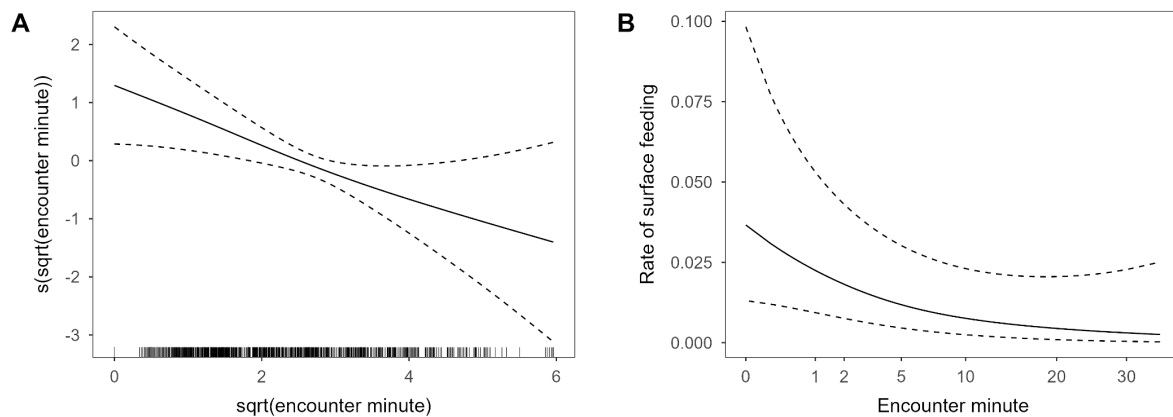 A
s(sqrt(encounter minute))
2
1
0
-1
-2
-3
0 2 4 6
sqrt(encounter minute)
B
Rate of surface feeding
0.100
0.075
0.050
0.025
0.000
0 1 2 5 10 20 30
Encounter minute